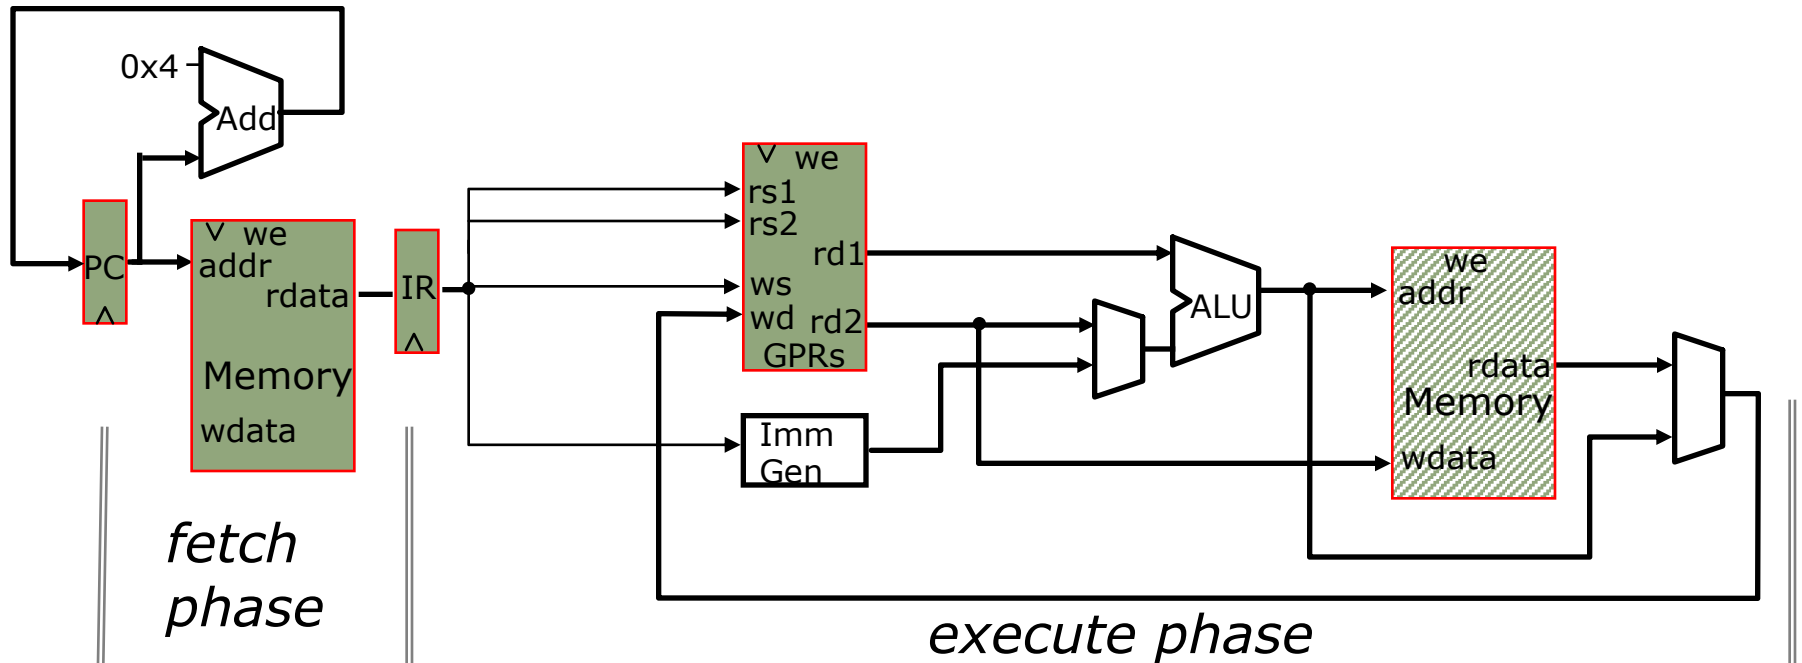 0x4
Add
PC
we
addr
rdata
Memory
wdata
IR
we
rs1
rs2
rd1
ws
wd
rd2
GPRs
Imm
Gen
ALU
we
addr
rdata
Memory
wdata
fetch
phase
execute phase